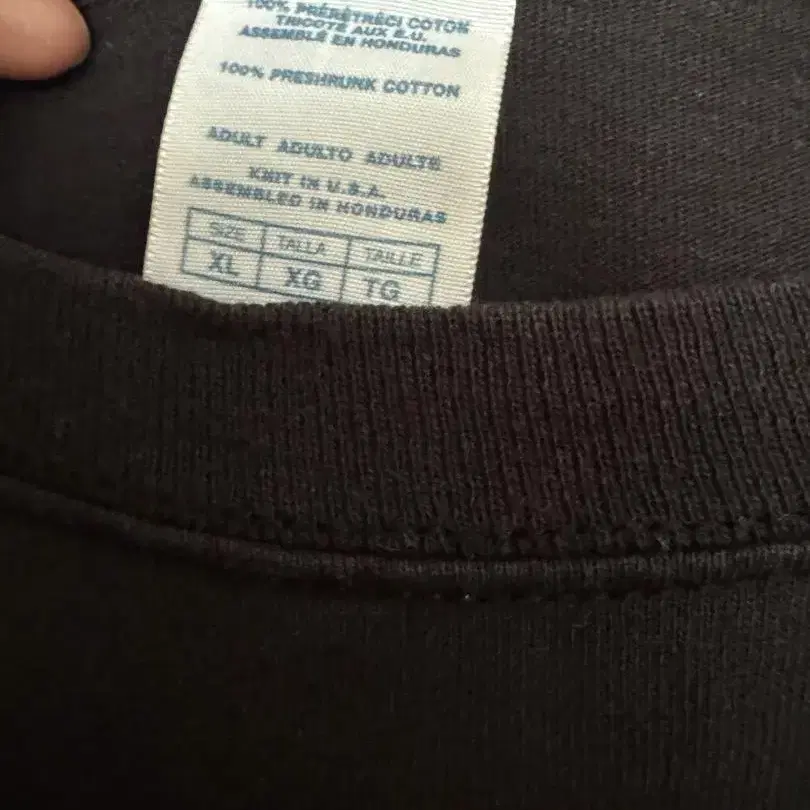 100% PRÉRÉTRÉCI COTON
TRICOTÉ AUX É.U.
ASSEMBLÉ EN HONDURAS
100% PRESHRUNK COTTON
ADULT ADULTO ADULTE
KNIT IN U.S.A.
ASSEMBLED IN HONDURAS
SIZE TALLA TAILLE
XL XG TG